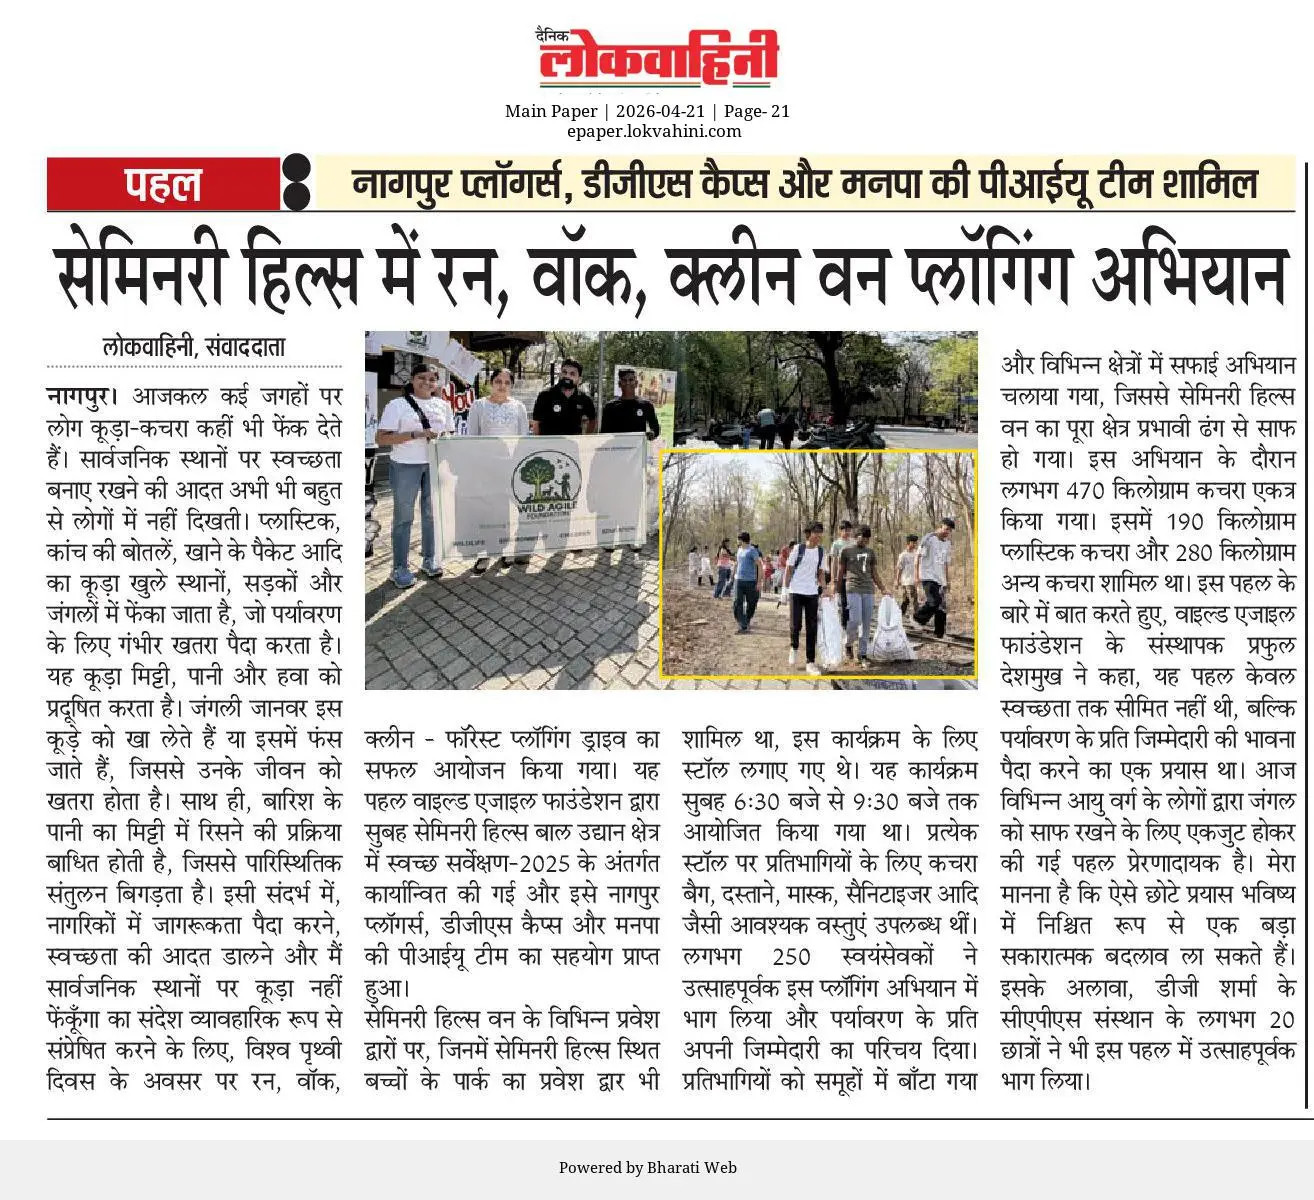 दैनिक
लोकवाहिनी
Main Paper | 2026-04-21 | Page- 21
epaper.lokvahini.com
पहल
नागपुर प्लॉगर्स, डीजीएस कैप्स और मनपा की पीआईयू टीम शामिल
सेमिनरी हिल्स में रन, वॉक, क्लीन वन प्लॉगिंग अभियान
लोकवाहिनी, संवाददाता
नागपुर। आजकल कई जगहों पर
लोग कूड़ा-कचरा कहीं भी फेंक देते
हैं। सार्वजनिक स्थानों पर स्वच्छता
बनाए रखने की आदत अभी भी बहुत
से लोगों में नहीं दिखती। प्लास्टिक,
कांच की बोतलें, खाने के पैकेट आदि
का कूड़ा खुले स्थानों, सड़कों और
जंगलों में फेंका जाता है, जो पर्यावरण
के लिए गंभीर खतरा पैदा करता है।
यह कूड़ा मिट्टी, पानी और हवा को
प्रदूषित करता है। जंगली जानवर इस
कूड़े को खा लेते हैं या इसमें फंस
जाते हैं, जिससे उनके जीवन को
खतरा होता है। साथ ही, बारिश के
पानी का मिट्टी में रिसने की प्रक्रिया
बाधित होती है, जिससे पारिस्थितिक
संतुलन बिगड़ता है। इसी संदर्भ में,
नागरिकों में जागरूकता पैदा करने,
स्वच्छता की आदत डालने और मैं
सार्वजनिक स्थानों पर कूड़ा नहीं
फेंकूँगा का संदेश व्यावहारिक रूप से
संप्रेषित करने के लिए, विश्व पृथ्वी
दिवस के अवसर पर रन, वॉक,
WILD AGILE
FOUNDATION
WILDLIFE ENVIRONMENT CHILDREN EDUCATION
क्लीन - फॉरेस्ट प्लॉगिंग ड्राइव का
सफल आयोजन किया गया। यह
पहल वाइल्ड एजाइल फाउंडेशन द्वारा
सुबह सेमिनरी हिल्स बाल उद्यान क्षेत्र
में स्वच्छ सर्वेक्षण-2025 के अंतर्गत
कार्यान्वित की गई और इसे नागपुर
प्लॉगर्स, डीजीएस कैप्स और मनपा
की पीआईयू टीम का सहयोग प्राप्त
हुआ।
सेमिनरी हिल्स वन के विभिन्न प्रवेश
द्वारों पर, जिनमें सेमिनरी हिल्स स्थित
बच्चों के पार्क का प्रवेश द्वार भी
शामिल था, इस कार्यक्रम के लिए
स्टॉल लगाए गए थे। यह कार्यक्रम
सुबह 6:30 बजे से 9:30 बजे तक
आयोजित किया गया था। प्रत्येक
स्टॉल पर प्रतिभागियों के लिए कचरा
बैग, दस्ताने, मास्क, सैनिटाइजर आदि
जैसी आवश्यक वस्तुएं उपलब्ध थीं।
लगभग 250 स्वयंसेवकों ने
उत्साहपूर्वक इस प्लॉगिंग अभियान में
भाग लिया और पर्यावरण के प्रति
अपनी जिम्मेदारी का परिचय दिया।
प्रतिभागियों को समूहों में बाँटा गया
और विभिन्न क्षेत्रों में सफाई अभियान
चलाया गया, जिससे सेमिनरी हिल्स
वन का पूरा क्षेत्र प्रभावी ढंग से साफ
हो गया। इस अभियान के दौरान
लगभग 470 किलोग्राम कचरा एकत्र
किया गया। इसमें 190 किलोग्राम
प्लास्टिक कचरा और 280 किलोग्राम
अन्य कचरा शामिल था। इस पहल के
बारे में बात करते हुए, वाइल्ड एजाइल
फाउंडेशन के संस्थापक प्रफुल
देशमुख ने कहा, यह पहल केवल
स्वच्छता तक सीमित नहीं थी, बल्कि
पर्यावरण के प्रति जिम्मेदारी की भावना
पैदा करने का एक प्रयास था। आज
विभिन्न आयु वर्ग के लोगों द्वारा जंगल
को साफ रखने के लिए एकजुट होकर
की गई पहल प्रेरणादायक है। मेरा
मानना है कि ऐसे छोटे प्रयास भविष्य
में निश्चित रूप से एक बड़ा
सकारात्मक बदलाव ला सकते हैं।
इसके अलावा, डीजी शर्मा के
सीएपीएस संस्थान के लगभग 20
छात्रों ने भी इस पहल में उत्साहपूर्वक
भाग लिया।
Powered by Bharati Web